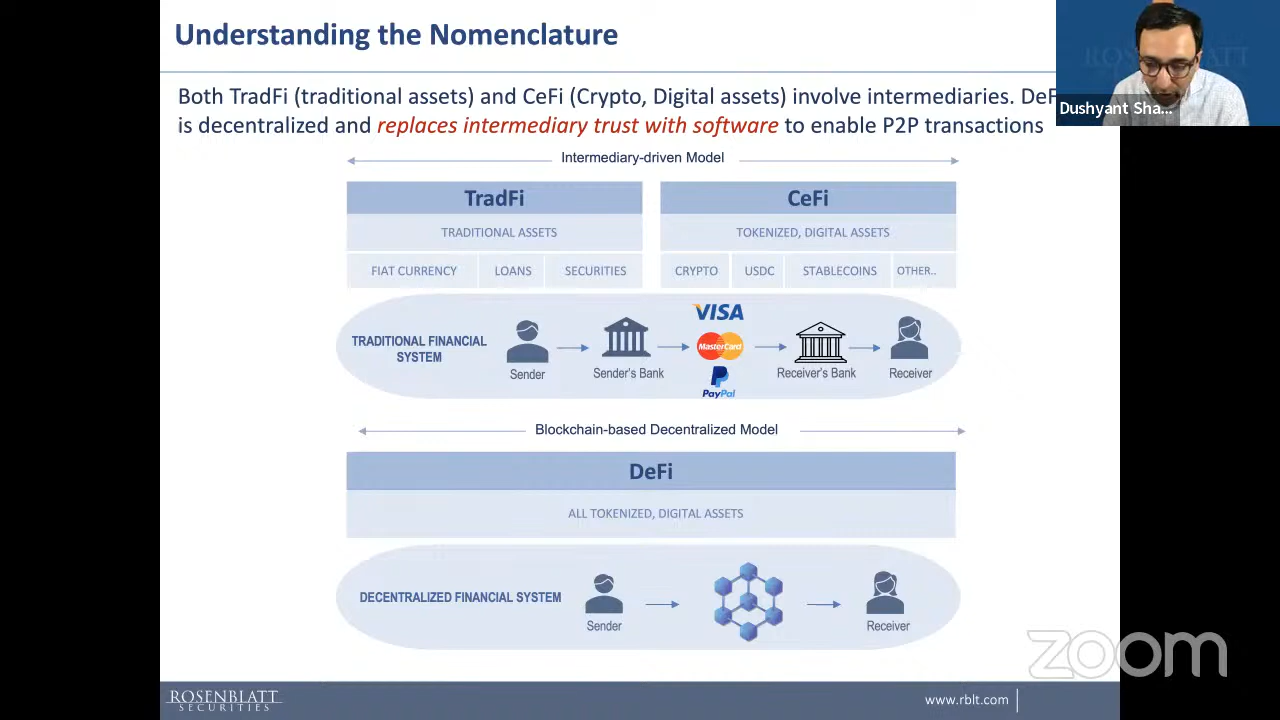 Understanding the Nomenclature
ROSENBLATT
Dushyant Sha...
Both TradFi (traditional assets) and CeFi (Crypto, Digital assets) involve intermediaries. DeF
is decentralized and replaces intermediary trust with software to enable P2P transactions
Intermediary-driven Model
TradFi
CeFi
TRADITIONAL ASSETS
TOKENIZED, DIGITAL ASSETS
FIAT CURRENCY
LOANS
SECURITIES
CRYPTO
USDC
STABLECOINS
OTHER..
TRADITIONAL FINANCIAL
SYSTEM
Sender
Sender's Bank
VISA
MasterCard
PayPal
Receiver's Bank
Receiver
Blockchain-based Decentralized Model
DeFi
ALL TOKENIZED, DIGITAL ASSETS
DECENTRALIZED FINANCIAL SYSTEM
Sender
Receiver
zoom
ROSENBLATT
SECURITIES
www.rblt.com